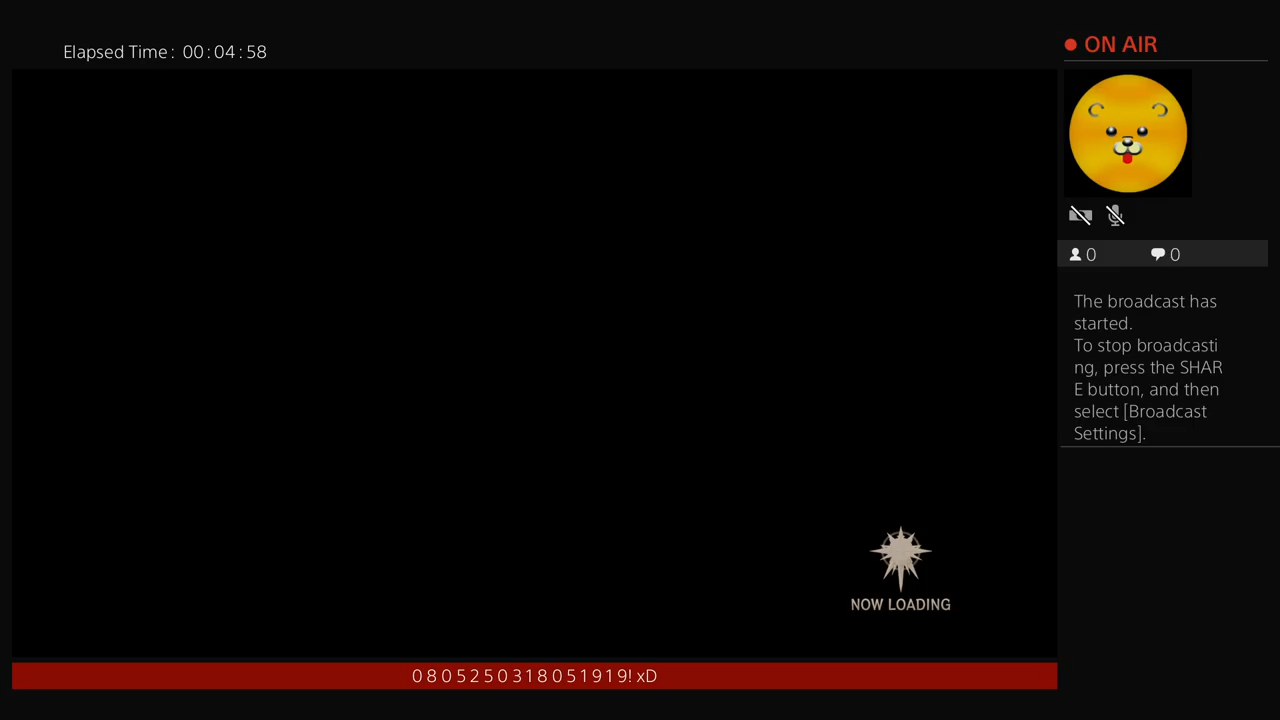 Elapsed Time: 00:04:58
ON AIR
0 0
The broadcast has
started.
To stop broadcasti
ng, press the SHAR
E button, and then
select [Broadcast
Settings].
NOW LOADING
0 8 0 5 2 5 0 3 1 8 0 5 1 9 1 9! xD